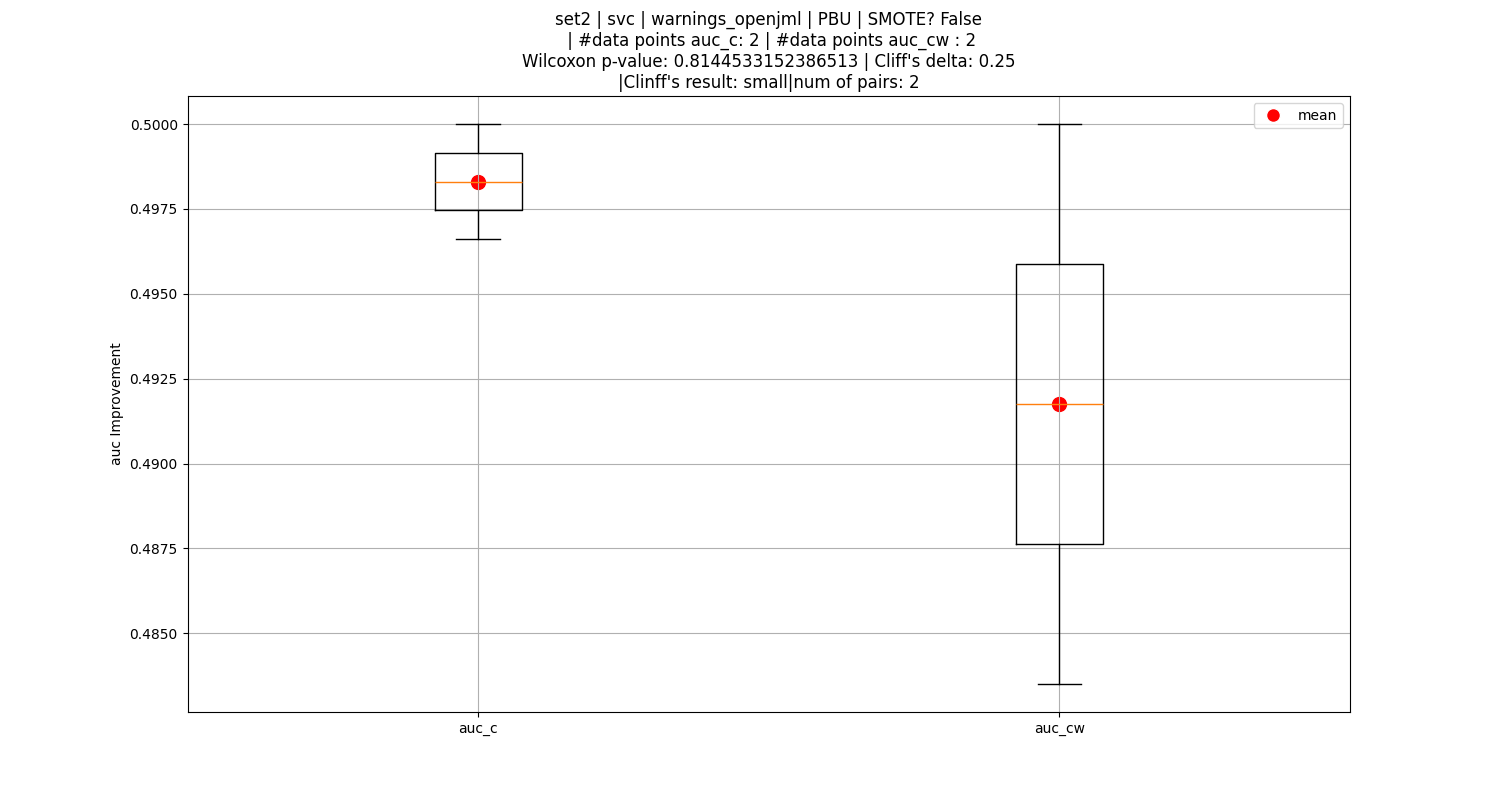 set2 | svc | warnings_openjml | PBU | SMOTE? False
| #data points auc_c: 2 | #data points auc_cw : 2
Wilcoxon p-value: 0.8144533152386513 | Cliff's delta: 0.25
|Clinff's result: small|num of pairs: 2
mean
0.5000
0.4975
0.4950
0.4925
0.4900
0.4875
0.4850
auc Improvement
auc_c
auc_cw